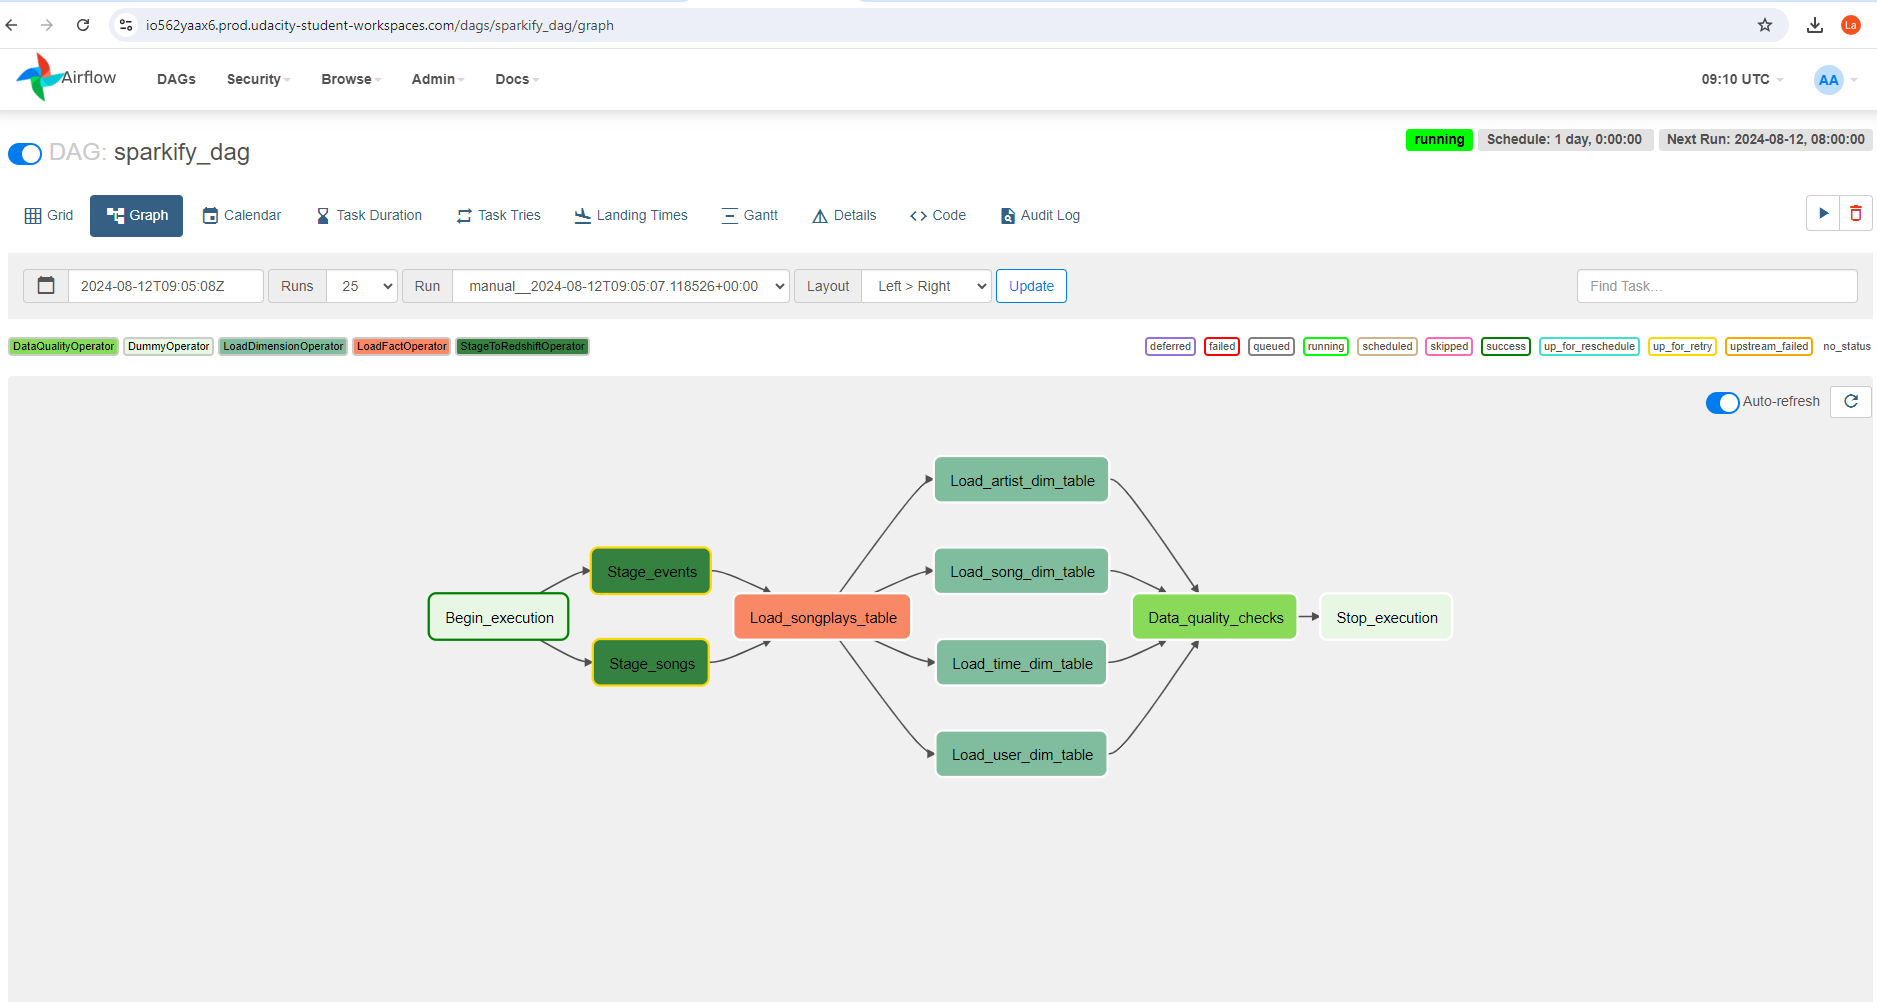 io562yaax6.prod.udacity-student-workspaces.com/dags/sparkify_dag/graph
La
Airflow DAGs Security Browse Admin Docs 09:10 UTC AA
DAG: sparkify_dag running Schedule: 1 day, 0:00:00 Next Run: 2024-08-12, 08:00:00
Grid Graph Calendar Task Duration Task Tries Landing Times Gantt Details Code Audit Log
2024-08-12T09:05:08Z Runs 25 Run manual__2024-08-12T09:05:07.118526+00:00 Layout Left > Right Update Find Task...
DataQualityOperator DummyOperator LoadDimensionOperator LoadFactOperator StageToRedshiftOperator deferred failed queued running scheduled skipped success up_for_reschedule up_for_retry upstream_failed no_status
Auto-refresh
Load_artist_dim_table
Stage_events Load_song_dim_table
Begin_execution Load_songplays_table Data_quality_checks Stop_execution
Stage_songs Load_time_dim_table
Load_user_dim_table